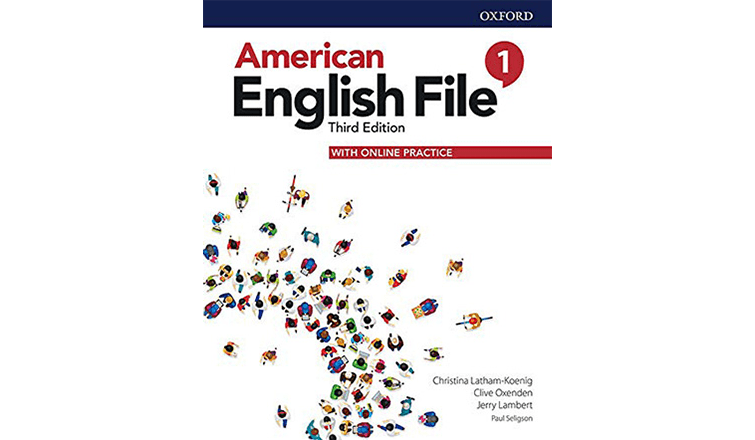 OXFORD
American
English File
1
Third Edition
WITH ONLINE PRACTICE
Christina Latham-Koenig
Clive Oxenden
Jerry Lambert
Paul Seligson